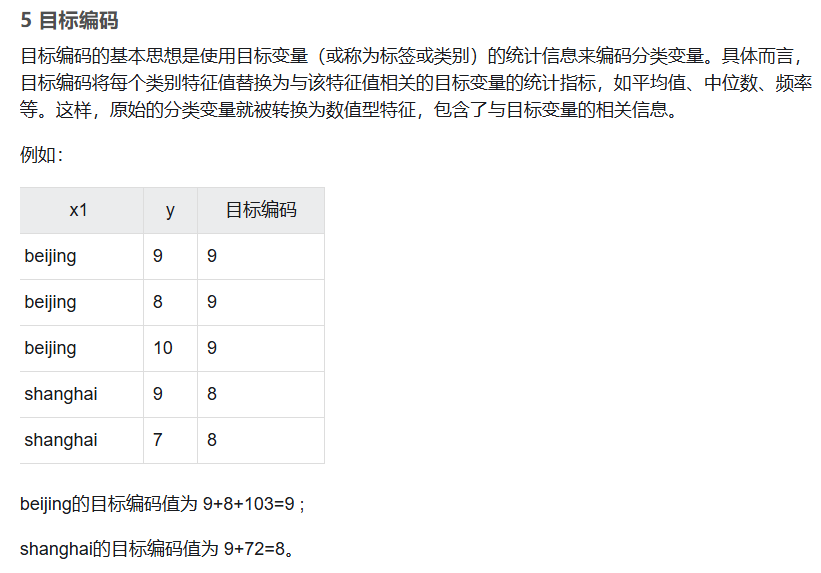 5 目标编码
目标编码的基本思想是使用目标变量（或称为标签或类别）的统计信息来编码分类变量。具体而言，
目标编码将每个类别特征值替换为与该特征值相关的目标变量的统计指标，如平均值、中位数、频率
等。这样，原始的分类变量就被转换为数值型特征，包含了与目标变量的相关信息。
例如：
x1 y 目标编码
beijing 9 9
beijing 8 9
beijing 10 9
shanghai 9 8
shanghai 7 8
beijing的目标编码值为 9+8+103=9 ;
shanghai的目标编码值为 9+72=8。